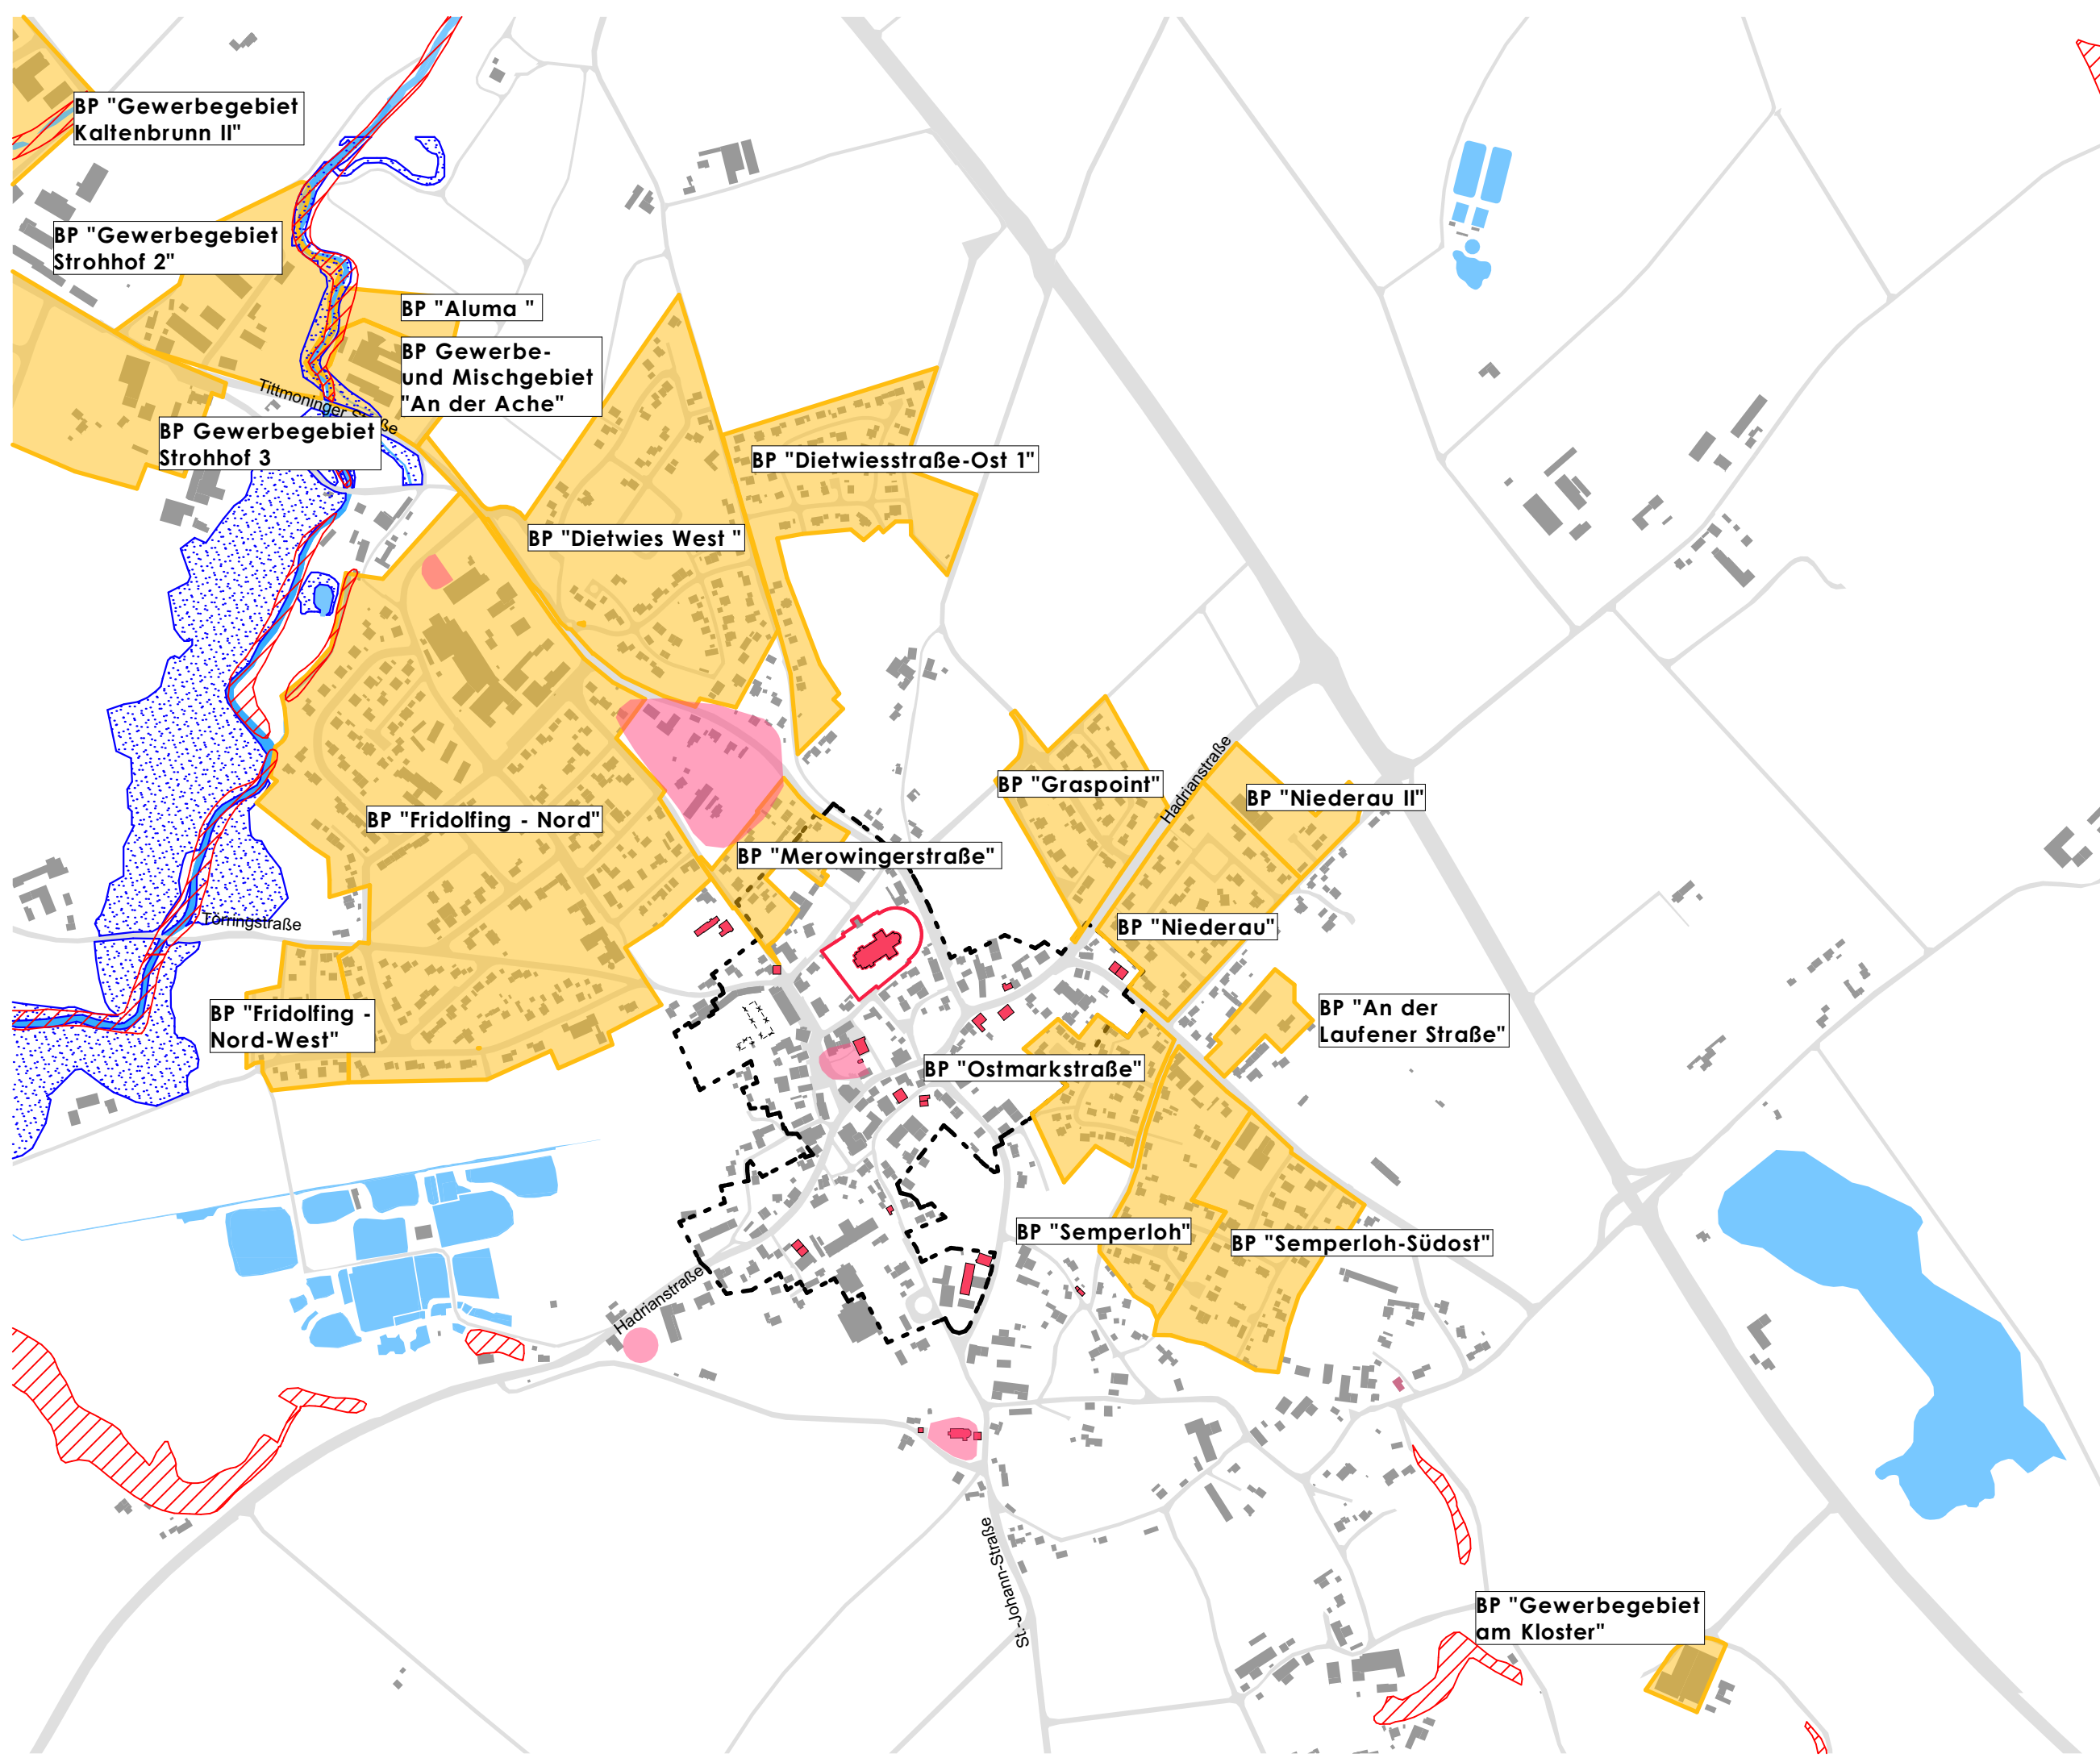 BP "Gewerbegebiet
Kaltenbrunn II"
BP "Gewerbegebiet
Strohhof 2"
BP "Aluma "
BP Gewerbe-
und Mischgebiet
"An der Ache"
Tittmoninger Straße
BP Gewerbegebiet
Strohhof 3
BP "Dietwiesstraße-Ost 1"
BP "Dietwies West "
Hadrianstraße
BP "Graspoint"
BP "Niederau II"
BP "Fridolfing - Nord"
BP "Merowingerstraße"
Törringstraße
BP "Niederau"
BP "Fridolfing -
Nord-West"
BP "An der
Laufener Straße"
BP "Ostmarkstraße"
BP "Semperloh"
BP "Semperloh-Südost"
Hadrianstraße
St.-Johann-Straße
BP "Gewerbegebiet
am Kloster"